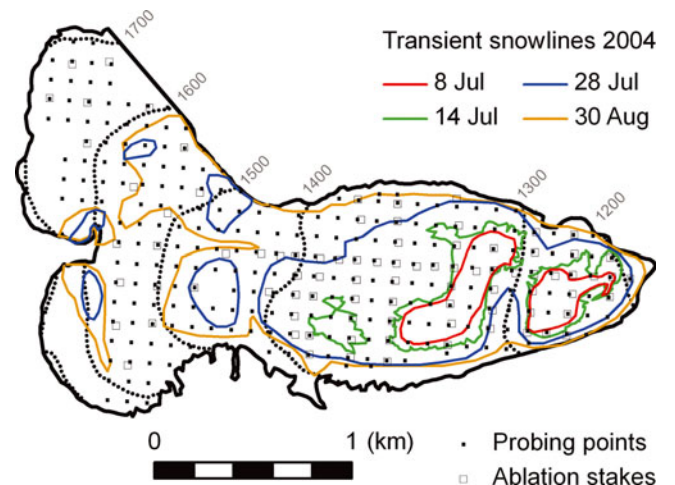 1700
1600
1500
1400
1300
1200
Transient snowlines 2004
8 Jul
28 Jul
14 Jul
30 Aug
0
1 (km)
Probing points
Ablation stakes